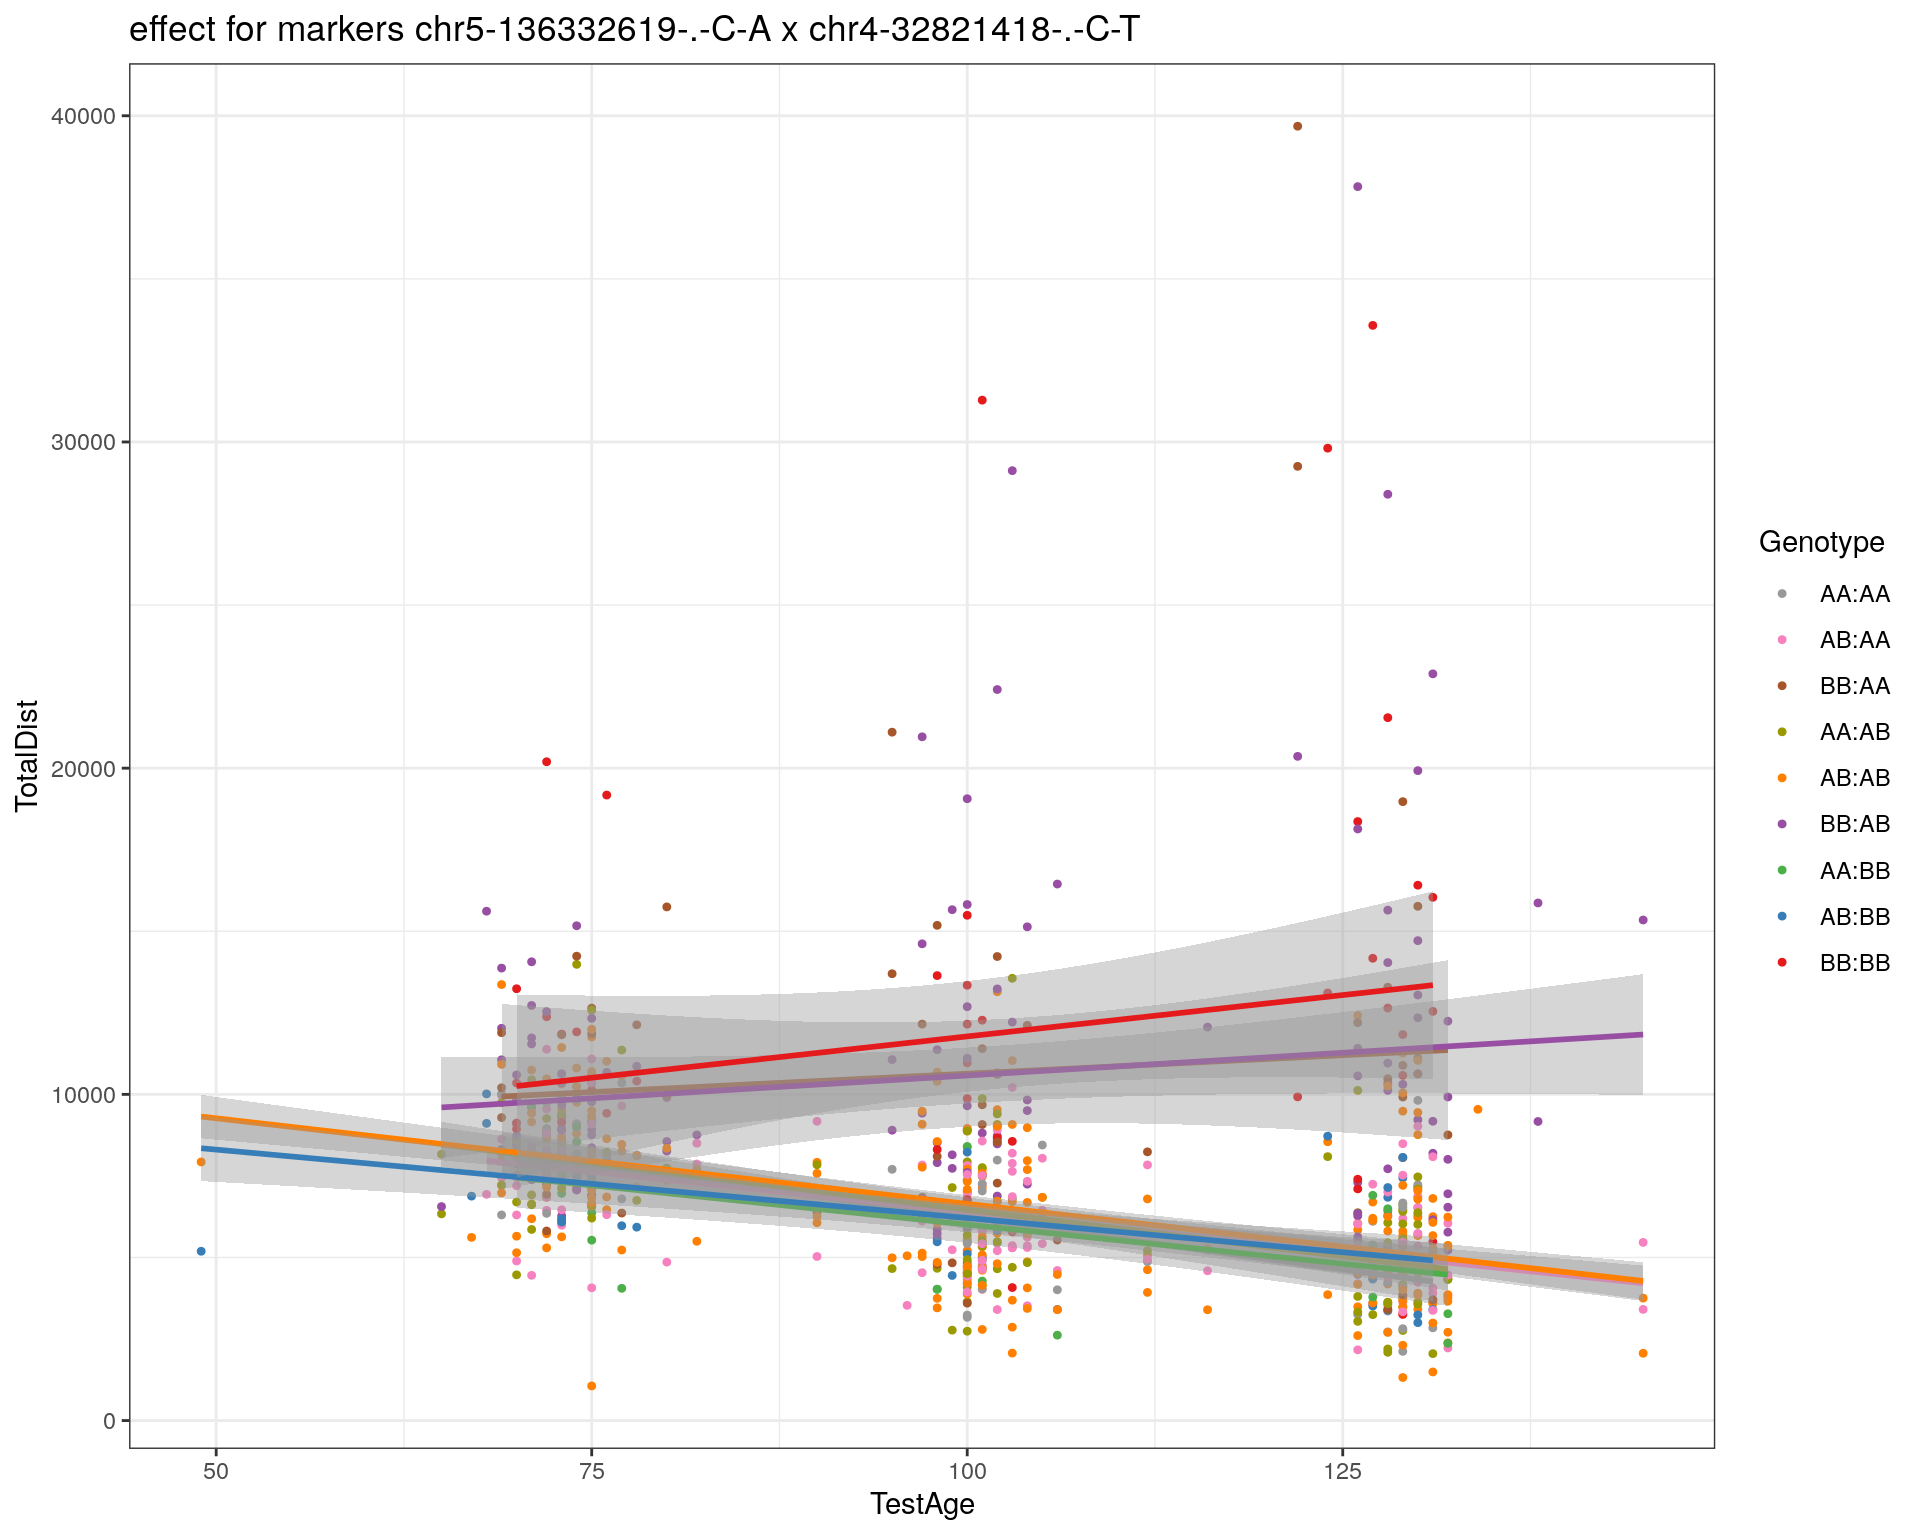 effect for markers chr5-136332619-.-C-A x chr4-32821418-.-C-T
40000
30000
20000
10000
0
TotalDist
50
75
100
125
TestAge
Genotype
AA:AA
AB:AA
BB:AA
AA:AB
AB:AB
BB:AB
AA:BB
AB:BB
BB:BB